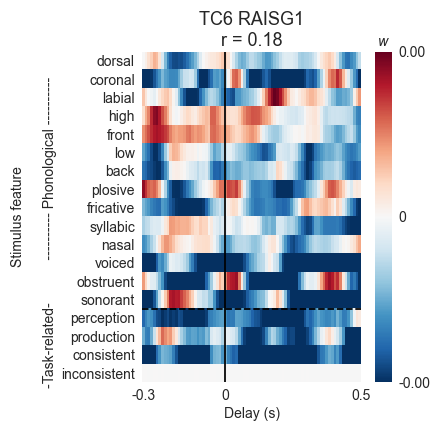 TC6 RAISG1
r = 0.18
w
0.00
0
-0.00
Stimulus feature
---------- Phonological ----------
-Task-related-
dorsal
coronal
labial
high
front
low
back
plosive
fricative
syllabic
nasal
voiced
obstruent
sonorant
perception
production
consistent
inconsistent
-0.3
0
0.5
Delay (s)